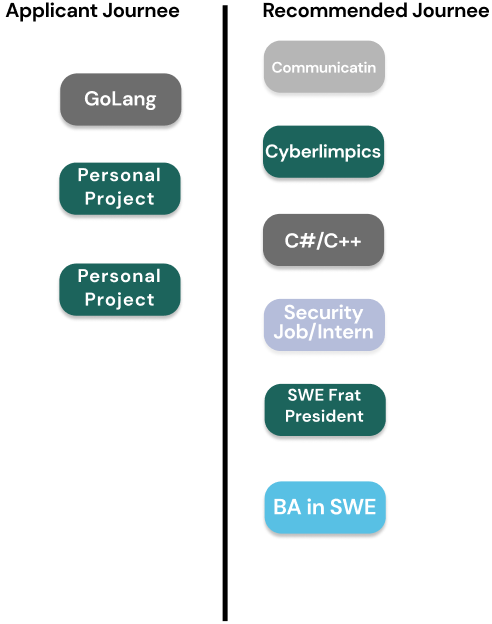 Applicant Journee
GoLang
Personal
Project
Personal
Project
Recommended Journee
Communicatin
Cyberlimpics
C#/C++
Security
Job/Intern
SWE Frat
President
BA in SWE